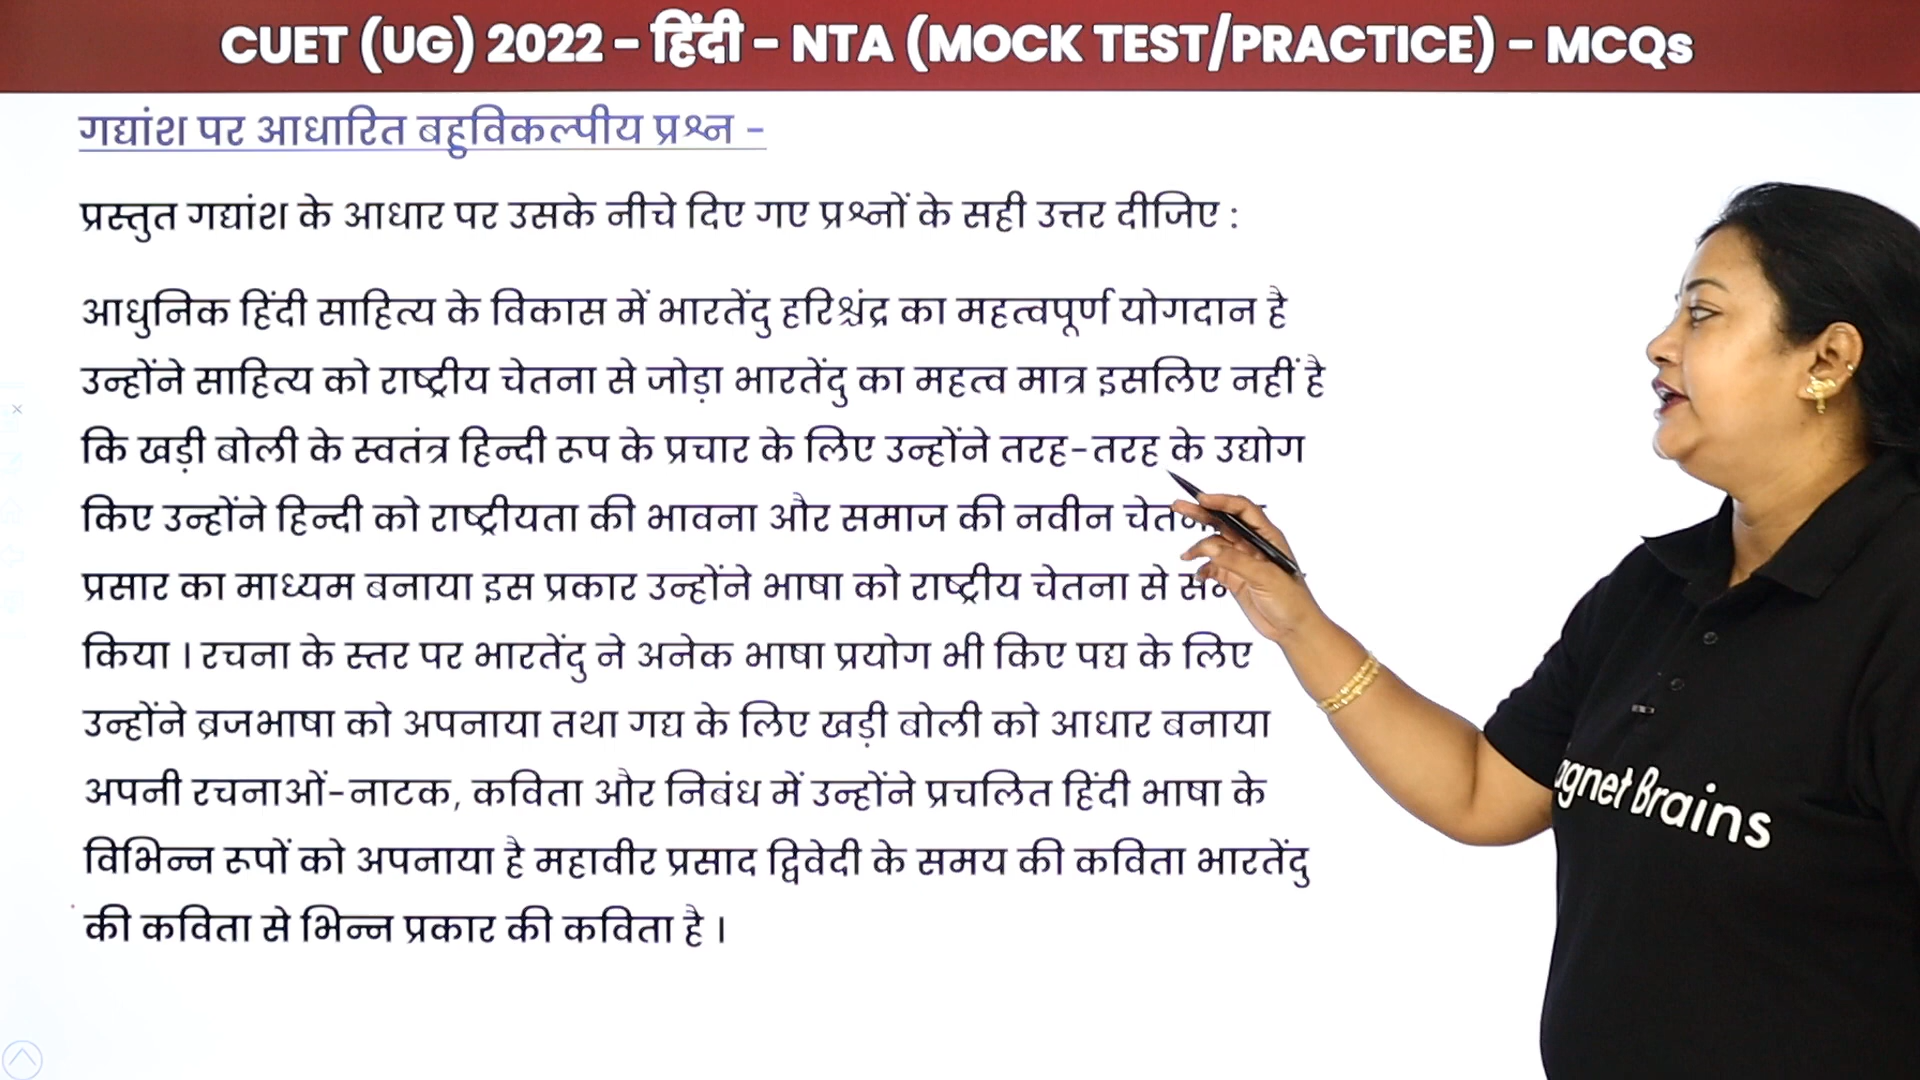 CUET (UG) 2022 – हिंदी – NTA (MOCK TEST/PRACTICE) – MCQs
गद्यांश पर आधारित बहुविकल्पीय प्रश्न –
प्रस्तुत गद्यांश के आधार पर उसके नीचे दिए गए प्रश्नों के सही उत्तर दीजिए :
आधुनिक हिंदी साहित्य के विकास में भारतेंदु हरिश्चंद्र का महत्वपूर्ण योगदान है
उन्होंने साहित्य को राष्ट्रीय चेतना से जोड़ा भारतेंदु का महत्व मात्र इसलिए नहीं है
कि खड़ी बोली के स्वतंत्र हिन्दी रूप के प्रचार के लिए उन्होंने तरह-तरह के उद्योग
किए उन्होंने हिन्दी को राष्ट्रीयता की भावना और समाज की नवीन
प्रसार का माध्यम बनाया इस प्रकार उन्होंने भाषा को राष्ट्रीय चेतना से
किया । रचना के स्तर पर भारतेंदु ने अनेक भाषा प्रयोग भी किए पद्य के लिए
उन्होंने ब्रजभाषा को अपनाया तथा गद्य के लिए खड़ी बोली को आधार बनाया
अपनी रचनाओं-नाटक, कविता और निबंध में उन्होंने प्रचलित हिंदी भाषा के
विभिन्न रूपों को अपनाया है महावीर प्रसाद द्विवेदी के समय की कविता भारतेंदु
की कविता से भिन्न प्रकार की कविता है ।
Brains